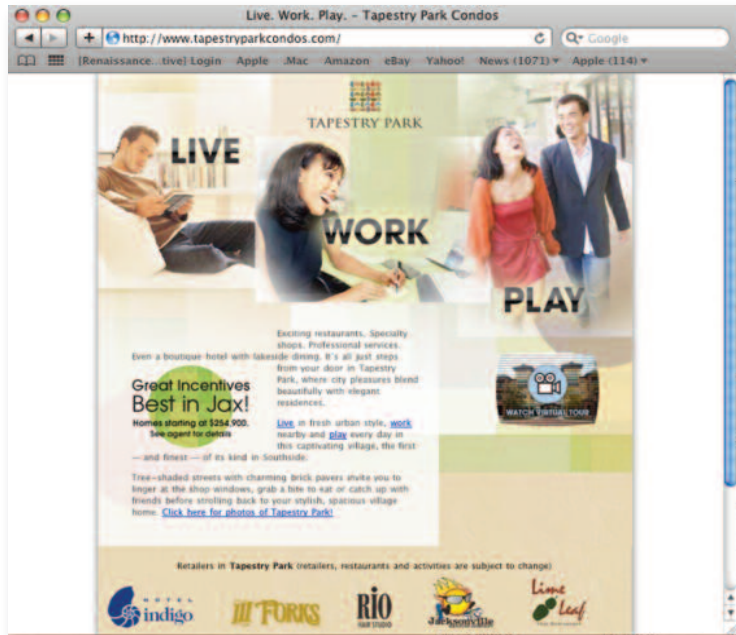 Live. Work. Play. – Tapestry Park Condos
http://www.tapestryparkcondos.com/
Google
[Renaissance...tive] Login Apple .Mac Amazon eBay Yahoo! News (1071) Apple (114)
TAPESTRY PARK
LIVE
WORK
PLAY
Exciting restaurants. Specialty
shops. Professional services.
Even a boutique hotel with lakeside dining. It's all just steps
from your door in Tapestry
Park, where city pleasures blend
beautifully with elegant
residences.
Great Incentives
Best in Jax!
Homes starting at $254,900.
See agent for details
WATCH VIRTUAL TOUR
Live in fresh urban style, work
nearby and play every day in
this captivating village, the first
— and finest — of its kind in Southside.
Tree-shaded streets with charming brick pavers invite you to
linger at the shop windows, grab a bite to eat or catch up with
friends before strolling back to your stylish, spacious village
home. Click here for photos of Tapestry Park!
Retailers in Tapestry Park (retailers, restaurants and activities are subject to change)
HOTEL
indigo
III FORKS
RIO
HAIR STUDIO
Jacksonville
Lime
Leaf